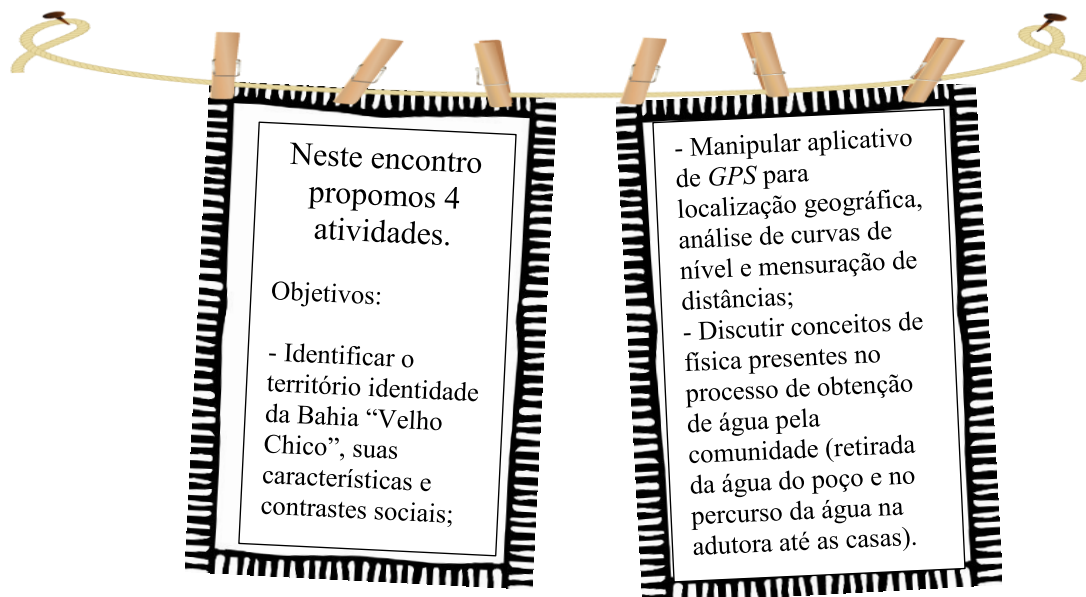 Neste encontro
propomos 4
atividades.
Objetivos:
- Identificar o
território identidade
da Bahia “Velho
Chico”, suas
características e
contrastes sociais;
- Manipular aplicativo
de GPS para
localização geográfica,
análise de curvas de
nível e mensuração de
distâncias;
- Discutir conceitos de
física presentes no
processo de obtenção
de água pela
comunidade (retirada
da água do poço e no
percurso da água na
adutora até as casas).